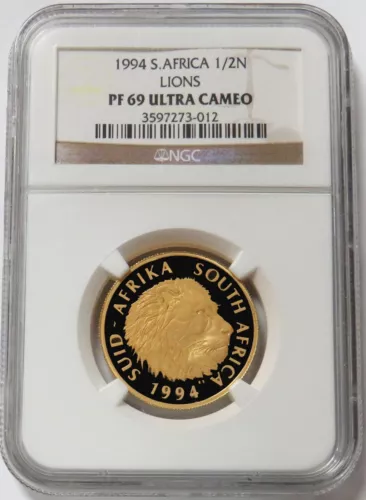 1994 S.AFRICA 1/2N
LIONS
PF 69 ULTRA CAMEO
3597273-012
NGC
SUID-AFRIKA SOUTH AFRICA
1994